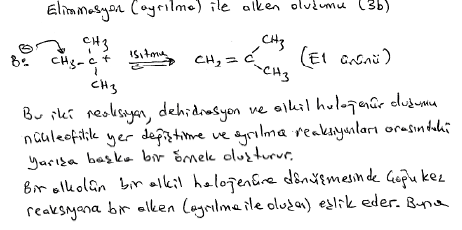 Eliminasyon (ayrılma) ile alken oluşumu (3b)
CH3
CH3-C+
CH3
ısıtma
CH2 = C
CH3
CH3
(E1 ürünü)
Bu iki reaksyon, dehidrasyon ve alkil halojenür oluşumu
nükleofilik yer değiştirme ve ayrılma reaksiyonları arasındaki
yarışa başka bir örnek oluşturur.
Bir alkolün bir alkil halojenüre dönüşmesinde çoğu kez
reaksiyona bir alken (ayrılma ile oluşan) eşlik eder. Buna